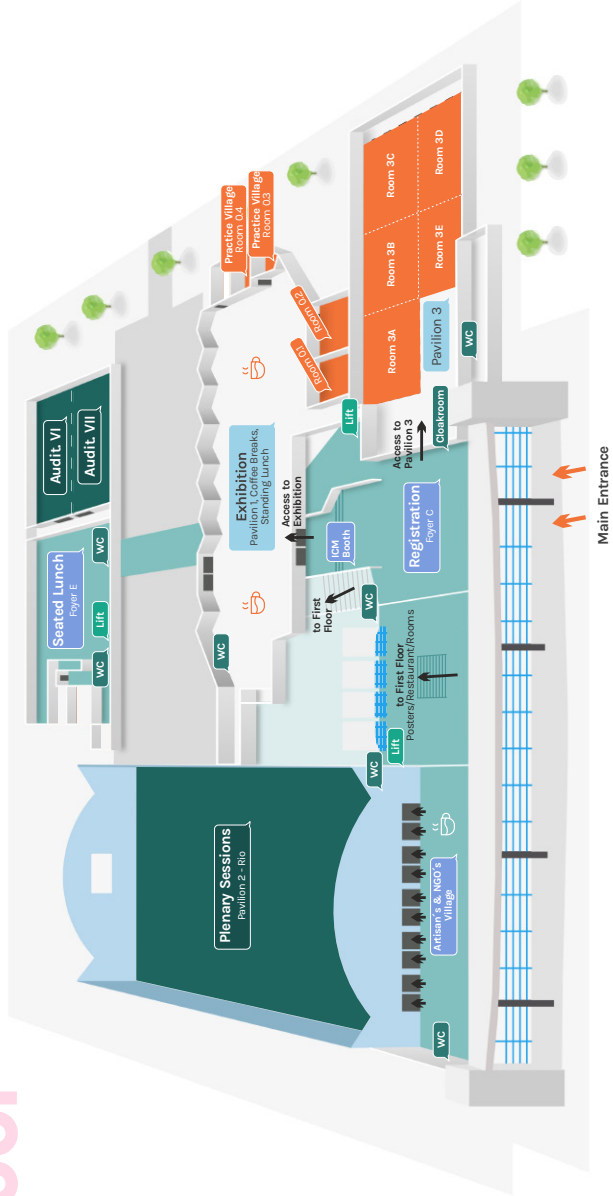 Audit. VI
Audit. VII
Seated Lunch
Foyer E
WC
Lift
WC
Practice Village
Room 0.4
Practice Village
Room 0.3
Room 0.2
Room 0.1
Exhibition
Pavilion 1, Coffee Breaks,
Standing Lunch
Access to
Exhibition
WC
Room 3C
Room 3D
Room 3B
Room 3E
Room 3A
Pavilion 3
WC
Lift
Access to
Pavilion 3
Cloakroom
Registration
Foyer C
ICM
Booth
to First
Floor
WC
to First Floor
Posters/Restaurant/Rooms
Lift
WC
Plenary Sessions
Pavilion 2 - Rio
Artisan's & NGO's
Village
WC
Main Entrance